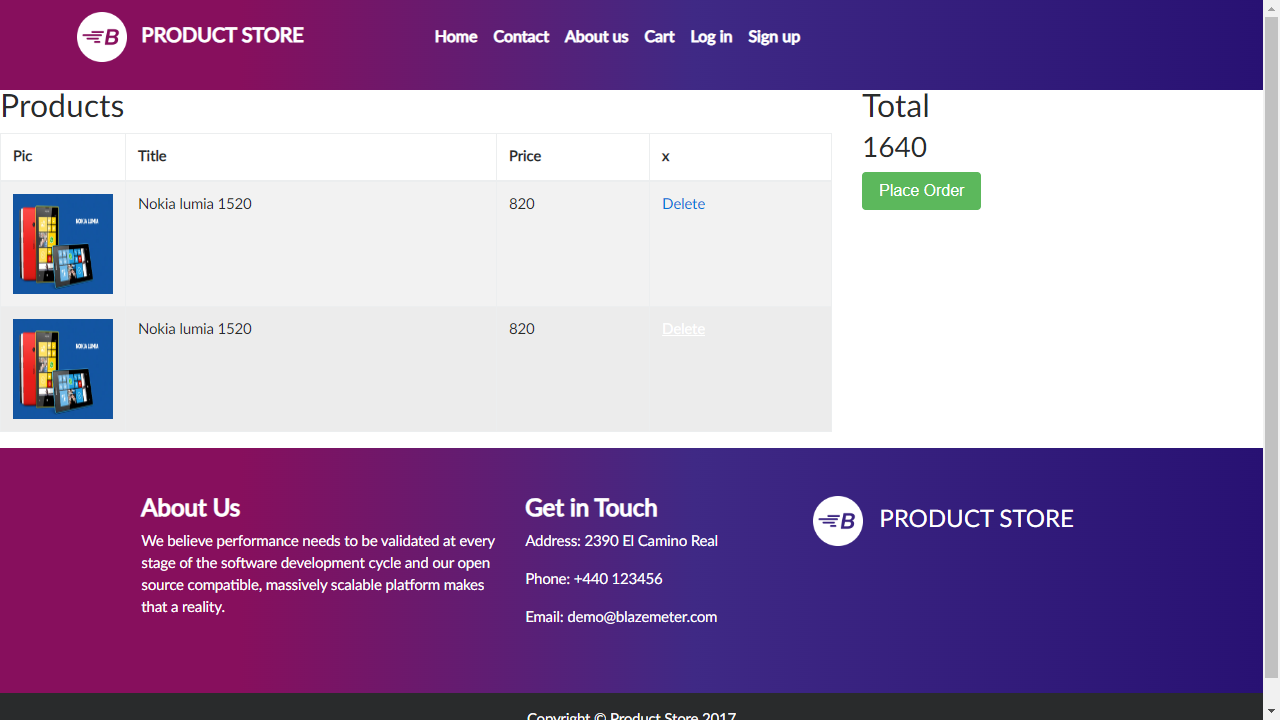 B PRODUCT STORE Home Contact About us Cart Log in Sign up
Products
Total
Pic Title Price x
1640
Nokia lumia 1520 820 Delete
Place Order
NOKIA LUMIA
Nokia lumia 1520 820 Delete
NOKIA LUMIA
About Us
We believe performance needs to be validated at every
stage of the software development cycle and our open
source compatible, massively scalable platform makes
that a reality.
Get in Touch
Address: 2390 El Camino Real
Phone: +440 123456
Email: demo@blazemeter.com
B PRODUCT STORE
Copyright © Product Store 2017